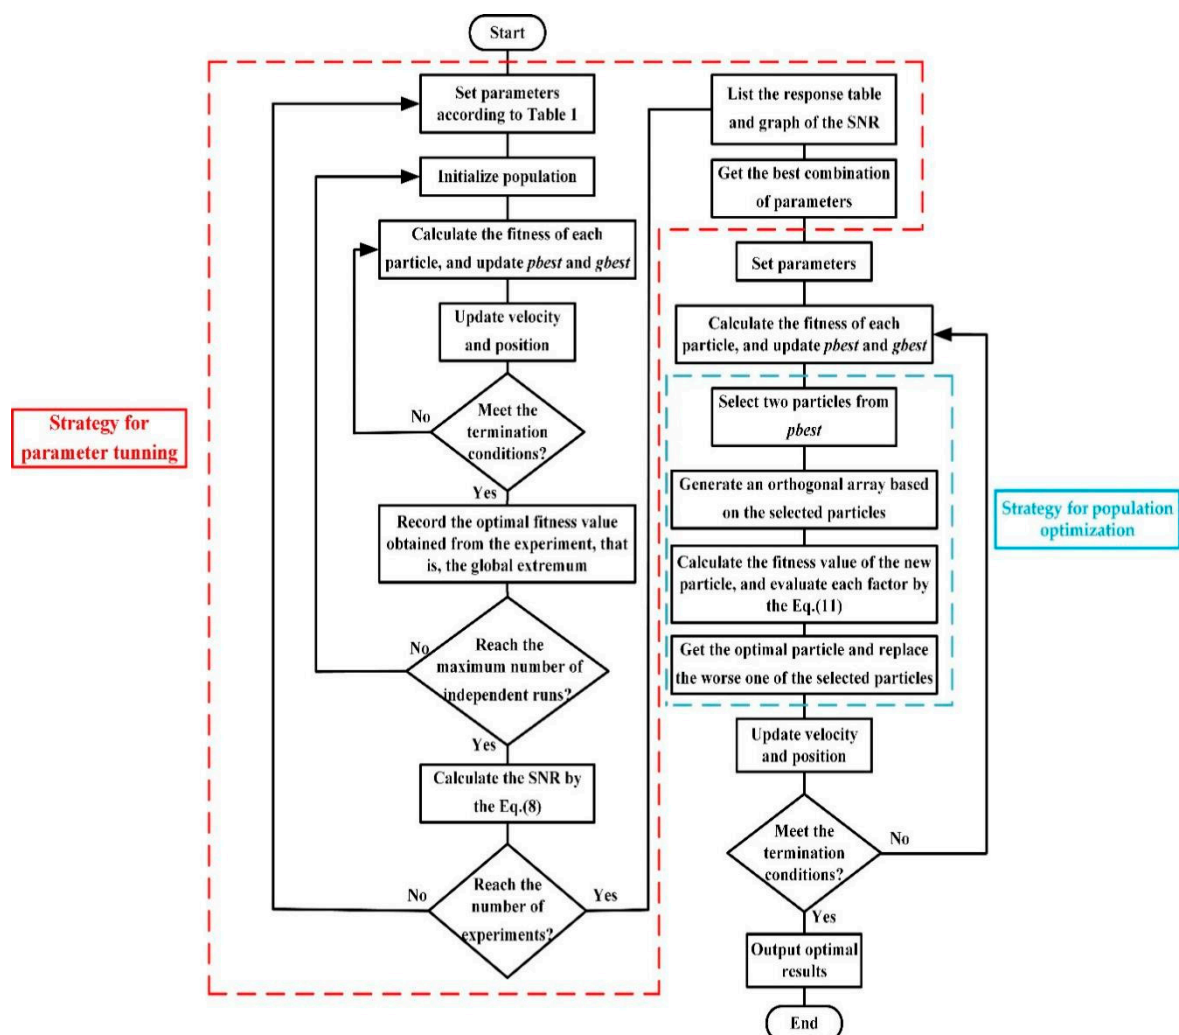 Start
Set parameters
according to Table 1
Initialize population
Calculate the fitness of each
particle, and update pbest and gbest
Update velocity
and position
No
Meet the
termination
conditions?
Yes
Record the optimal fitness value
obtained from the experiment, that
is, the global extremum
No
Reach the
maximum number of
independent runs?
Yes
Calculate the SNR by
the Eq.(8)
No
Reach the
number of
experiments?
Yes
Strategy for
parameter tunning
List the response table
and graph of the SNR
Get the best combination
of parameters
Set parameters
Calculate the fitness of each
particle, and update pbest and gbest
Select two particles from
pbest
Generate an orthogonal array based
on the selected particles
Calculate the fitness value of the new
particle, and evaluate each factor by
the Eq.(11)
Get the optimal particle and replace
the worse one of the selected particles
Strategy for population
optimization
Update velocity
and position
Meet the
termination
conditions?
No
Yes
Output optimal
results
End